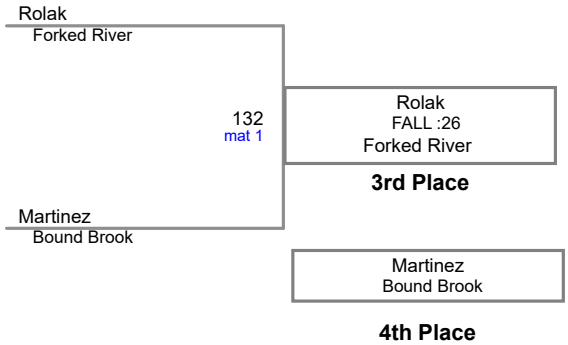 Rolak
Forked River
132
mat 1
Rolak
FALL :26
Forked River
3rd Place
Martinez
Bound Brook
Martinez
Bound Brook
4th Place